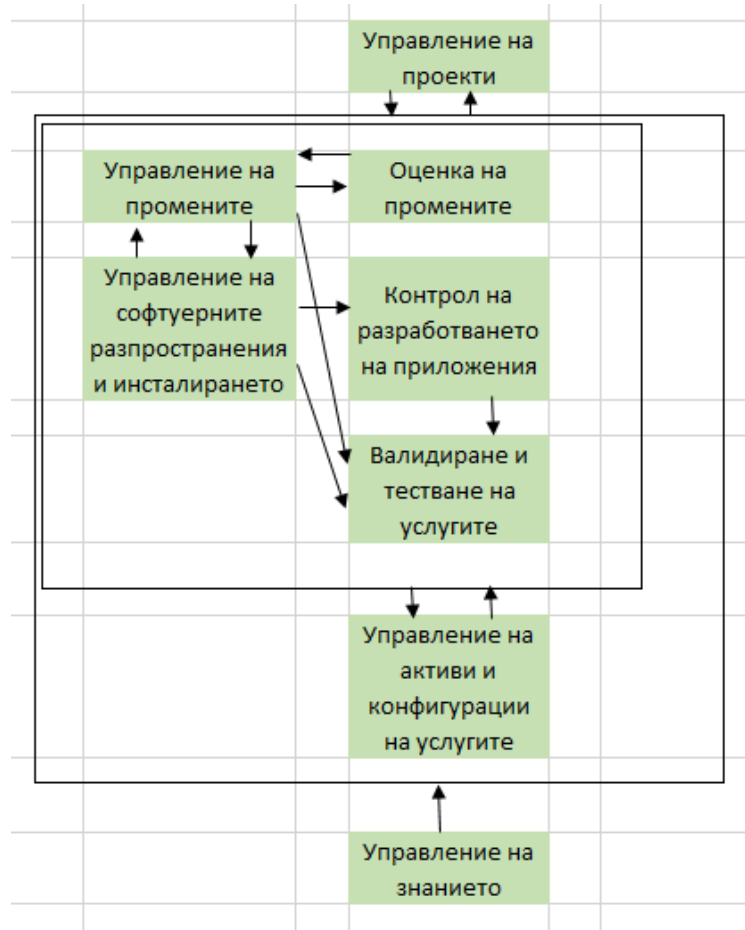 Управление на
проекти
Управление на
промените
Оценка на
промените
Управление на
софтуерните
разпространения
и инсталирането
Контрол на
разработването
на приложения
Валидиране и
тестване на
услугите
Управление на
активи и
конфигурации
на услугите
Управление на
знанието